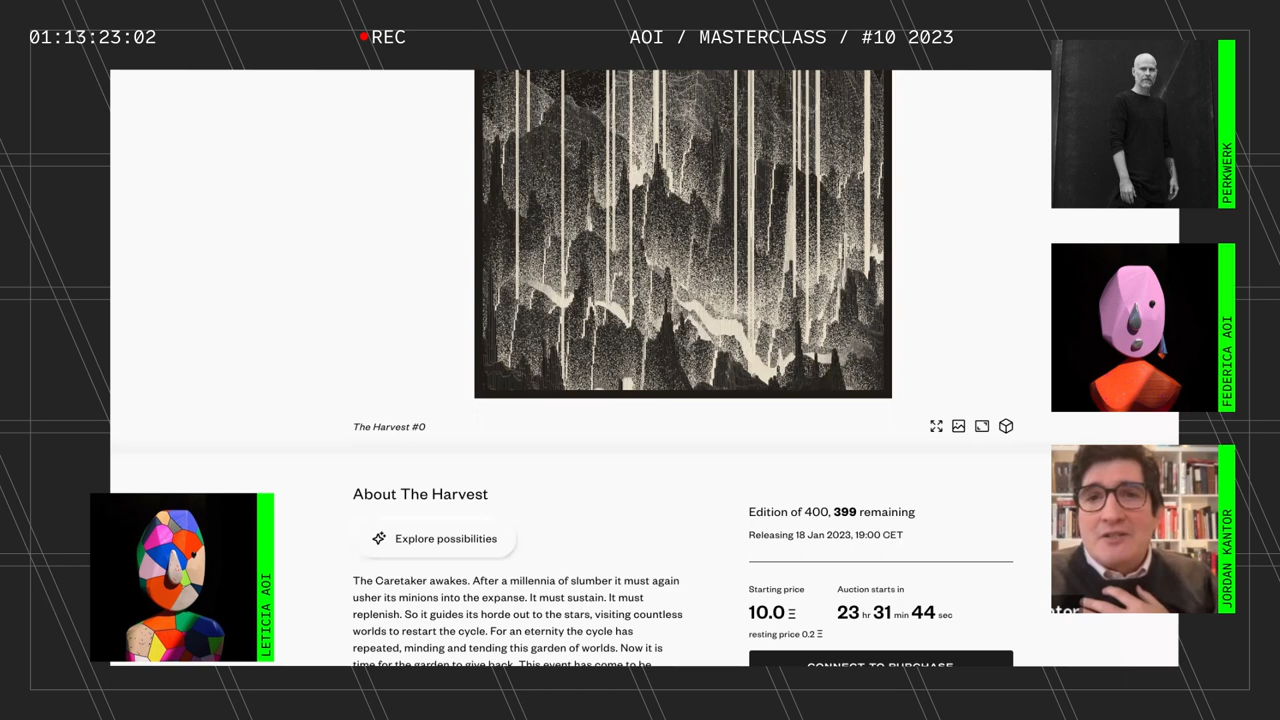 01:13:23:02
REC
AOI / MASTERCLASS / #10 2023
PERKWERK
FEDERICA AOI
The Harvest #0
About The Harvest
Explore possibilities
The Caretaker awakes. After a millennia of slumber it must again
usher its minions into the expanse. It must sustain. It must
replenish. So it guides its horde out to the stars, visiting countless
worlds to restart the cycle. For an eternity the cycle has
repeated, minding and tending this garden of worlds. Now it is
time for the garden to give back. This event has come to be
Edition of 400, 399 remaining
Releasing 18 Jan 2023, 19:00 CET
Starting price
10.0 Ξ
resting price 0.2 Ξ
Auction starts in
23 hr 31 min 44 sec
CONNECT TO PURCHASE
JORDAN KANTOR
LETICIA AOI